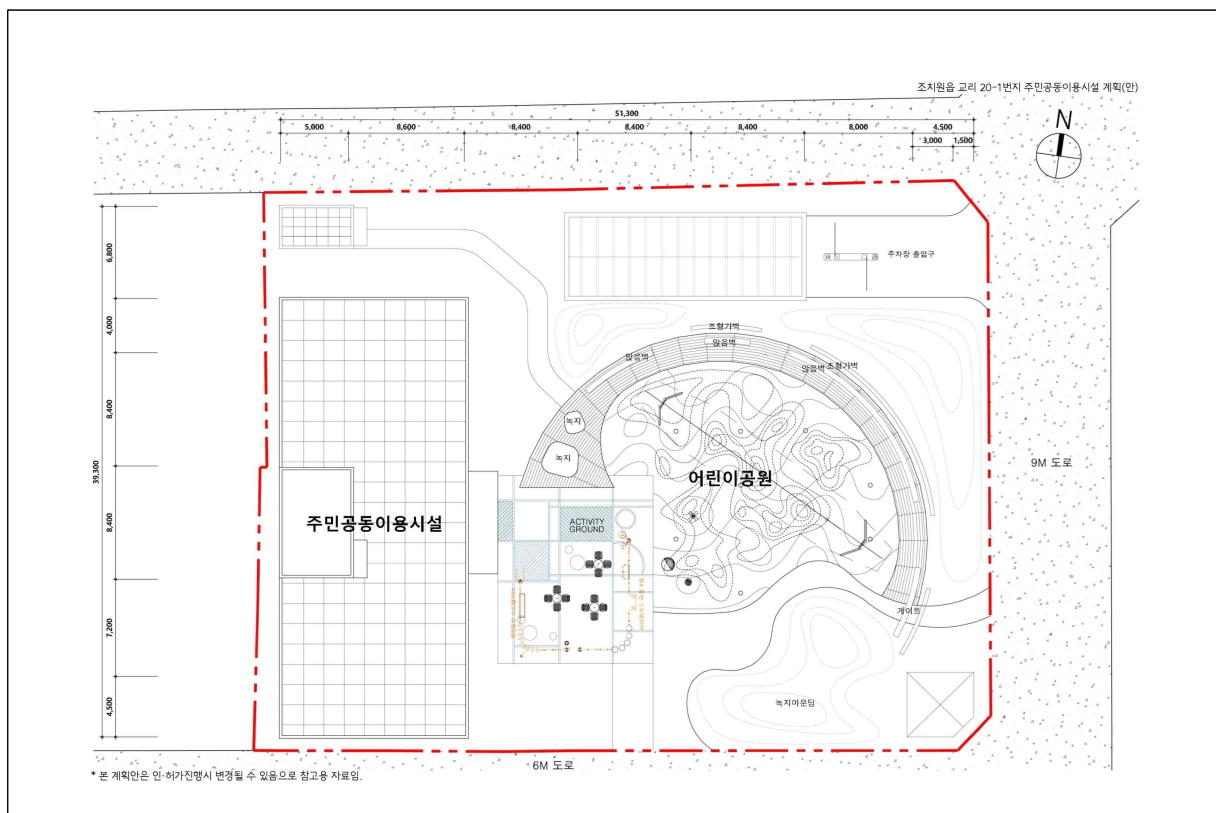 조치원읍 교리 20-1번지 주민공동이용시설 계획(안)
51,300
5,000 8,600 8,400 8,400 8,400 8,000 4,500
3,000 1,500
N
6,800
4,000
8,400
39,300
8,400
7,200
4,500
주차장 출입구
조형가벽
앉음벽
앉음벽
앉음벽 조형가벽
녹지
녹지
어린이공원
9M 도로
주민공동이용시설
ACTIVITY
GROUND
게이트
녹지마운딩
6M 도로
* 본 계획안은 인·허가진행시 변경될 수 있음으로 참고용 자료임.